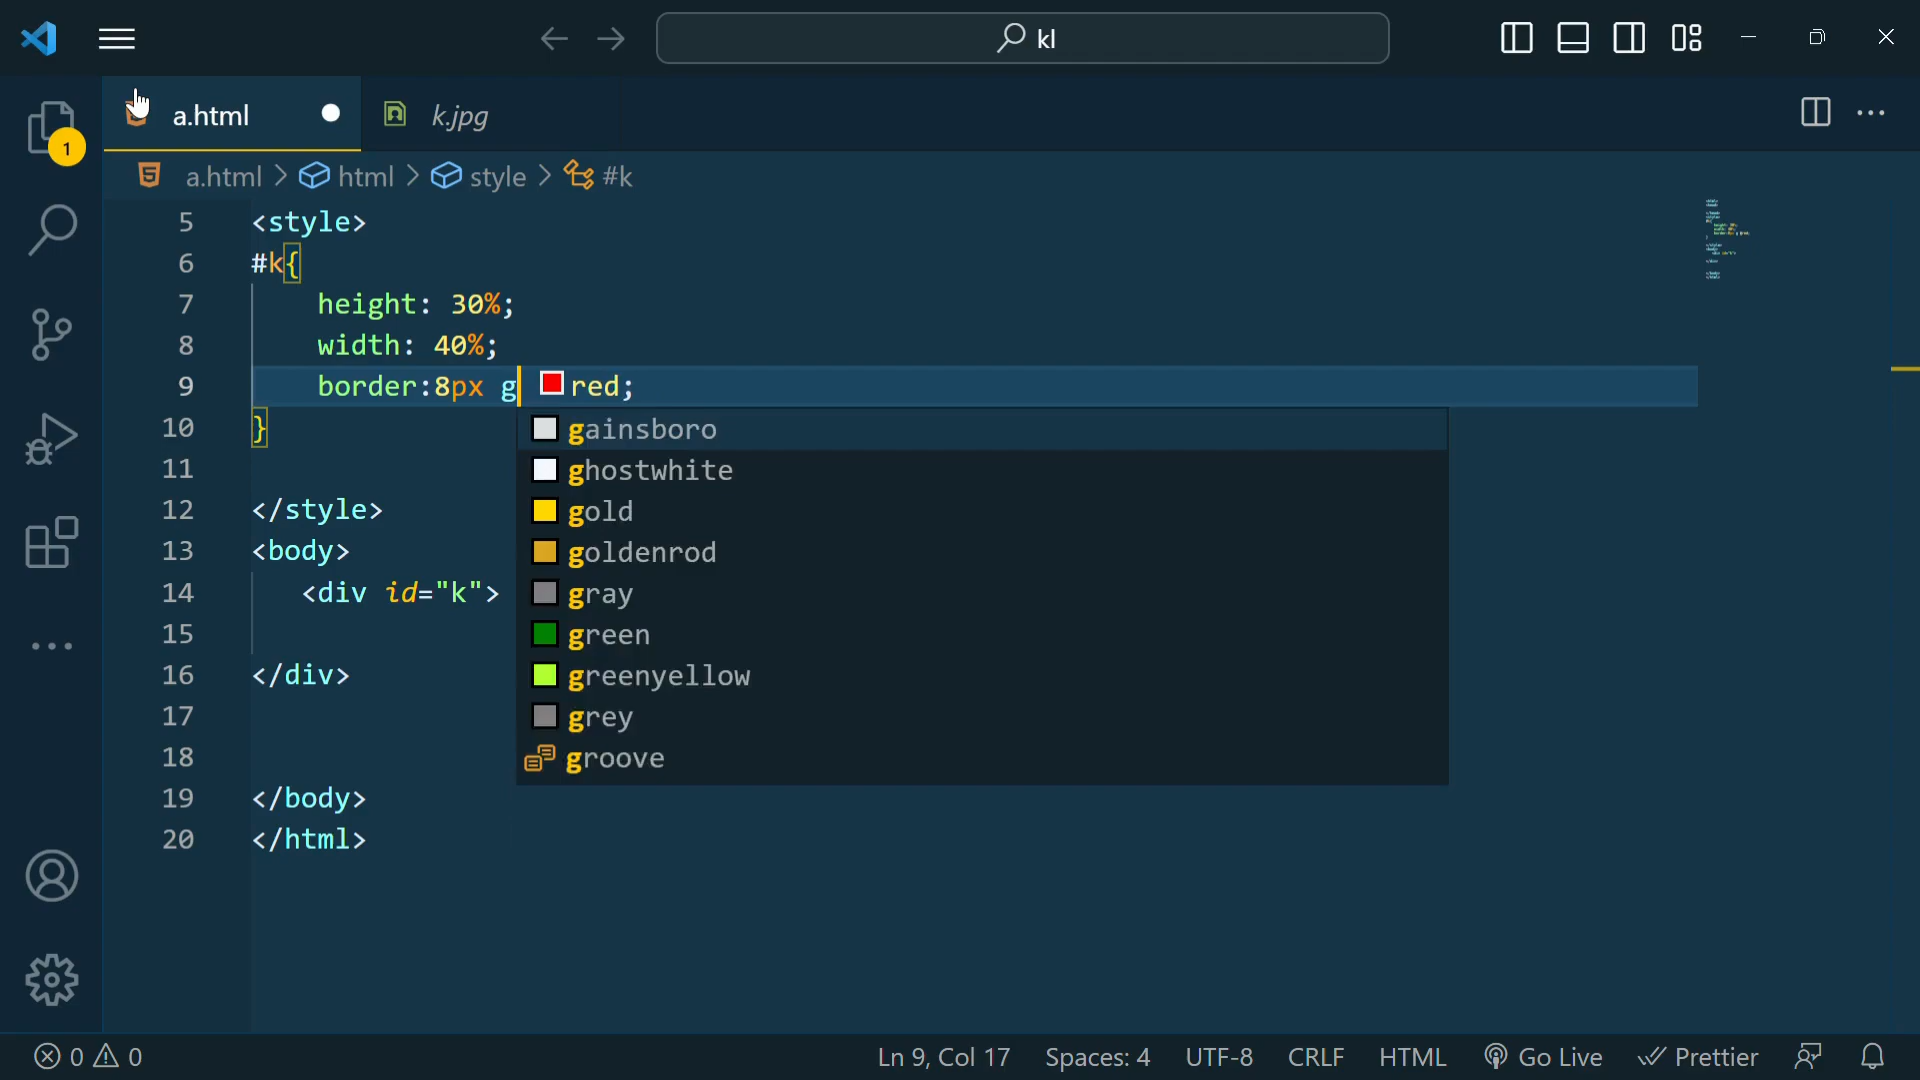 kl
a.html
k.jpg
1
a.html > html > style > #k
5 <style>
6 #k{
7 height: 30%;
8 width: 40%;
9 border:8px g red;
10 }
gainsboro
11
ghostwhite
12 </style>
gold
13 <body>
goldenrod
14 <div id="k">
gray
15
green
16 </div>
greenyellow
17
grey
18
groove
19 </body>
20 </html>
0 0 Ln 9, Col 17 Spaces: 4 UTF-8 CRLF HTML Go Live Prettier